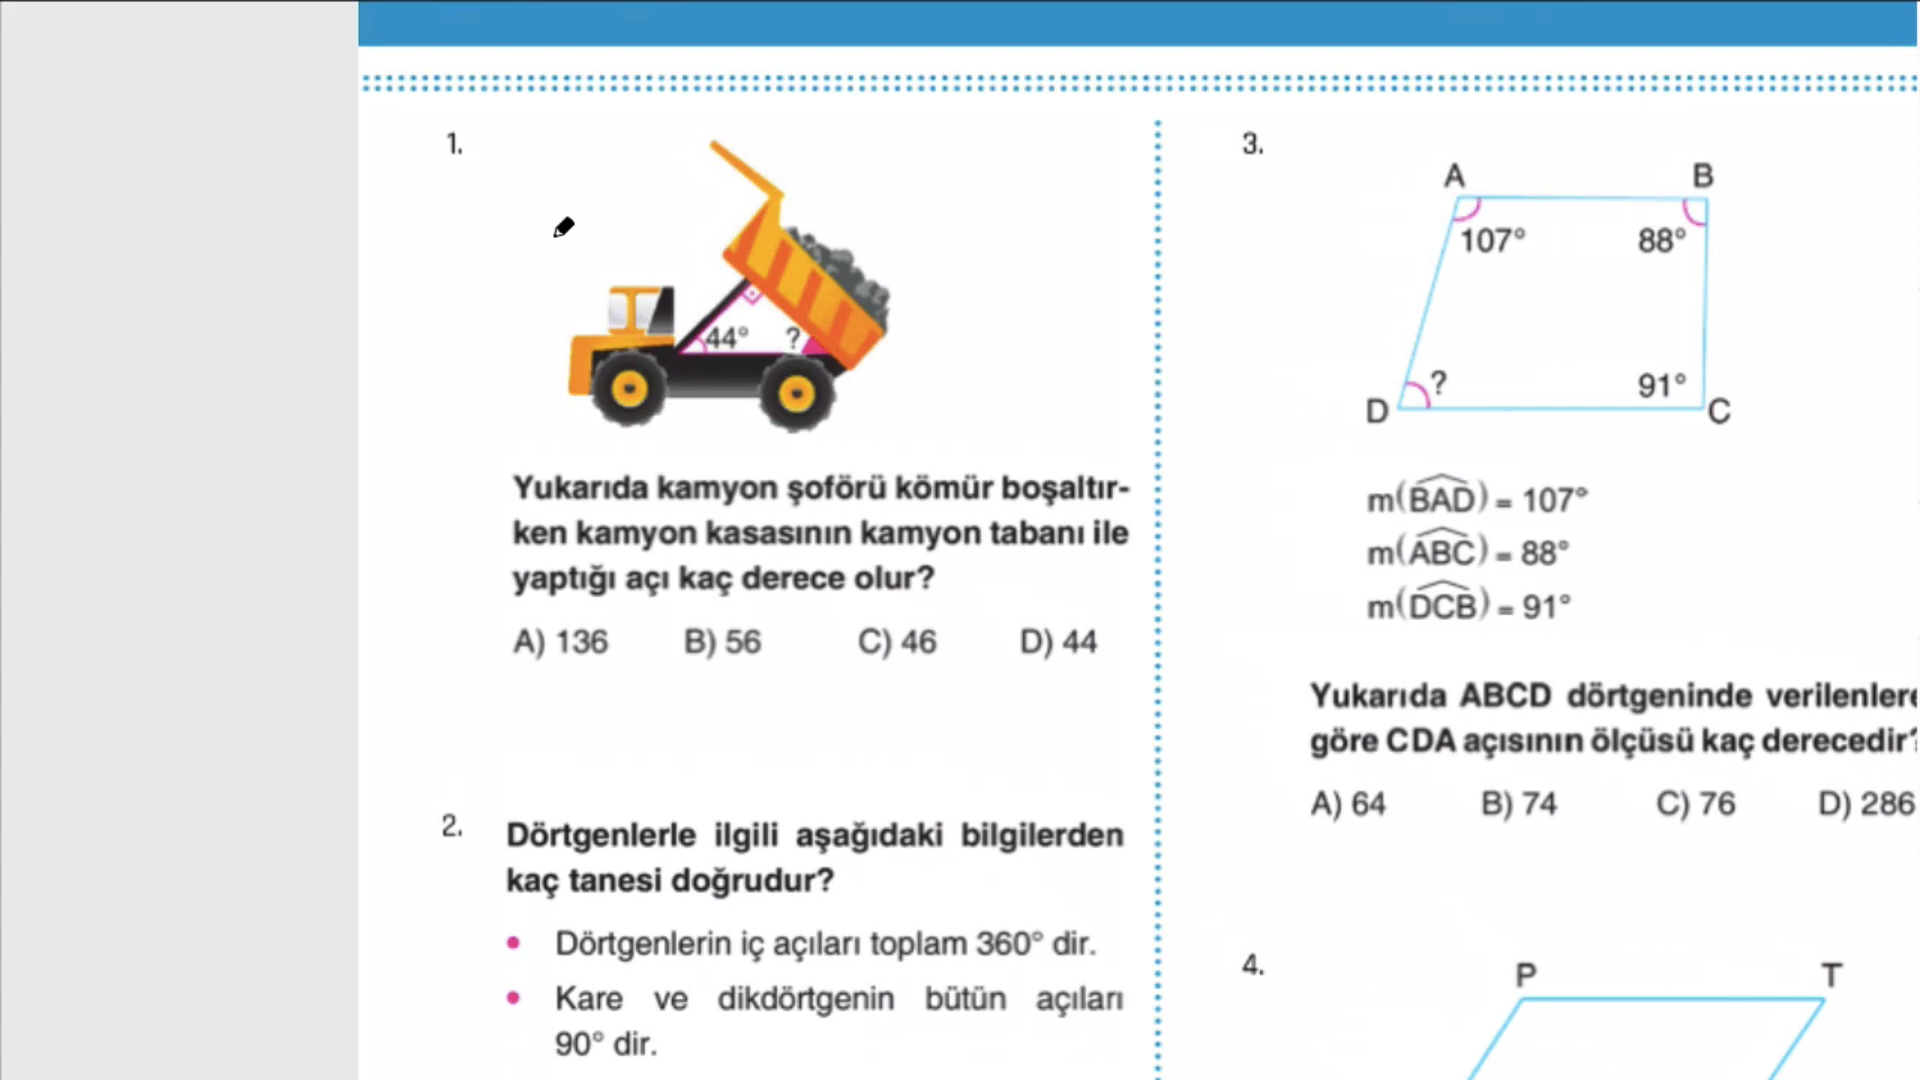 1.
44°
?
Yukarıda kamyon şoförü kömür boşaltır-
ken kamyon kasasının kamyon tabanı ile
yaptığı açı kaç derece olur?
A) 136 B) 56 C) 46 D) 44
2. Dörtgenlerle ilgili aşağıdaki bilgilerden
kaç tanesi doğrudur?
• Dörtgenlerin iç açıları toplam 360° dir.
• Kare ve dikdörtgenin bütün açıları
90° dir.
3.
A B
107° 88°
? 91°
D C
m(BAD) = 107°
m(ABC) = 88°
m(DCB) = 91°
Yukarıda ABCD dörtgeninde verilenlere
göre CDA açısının ölçüsü kaç derecedir?
A) 64 B) 74 C) 76 D) 286
4.
P T